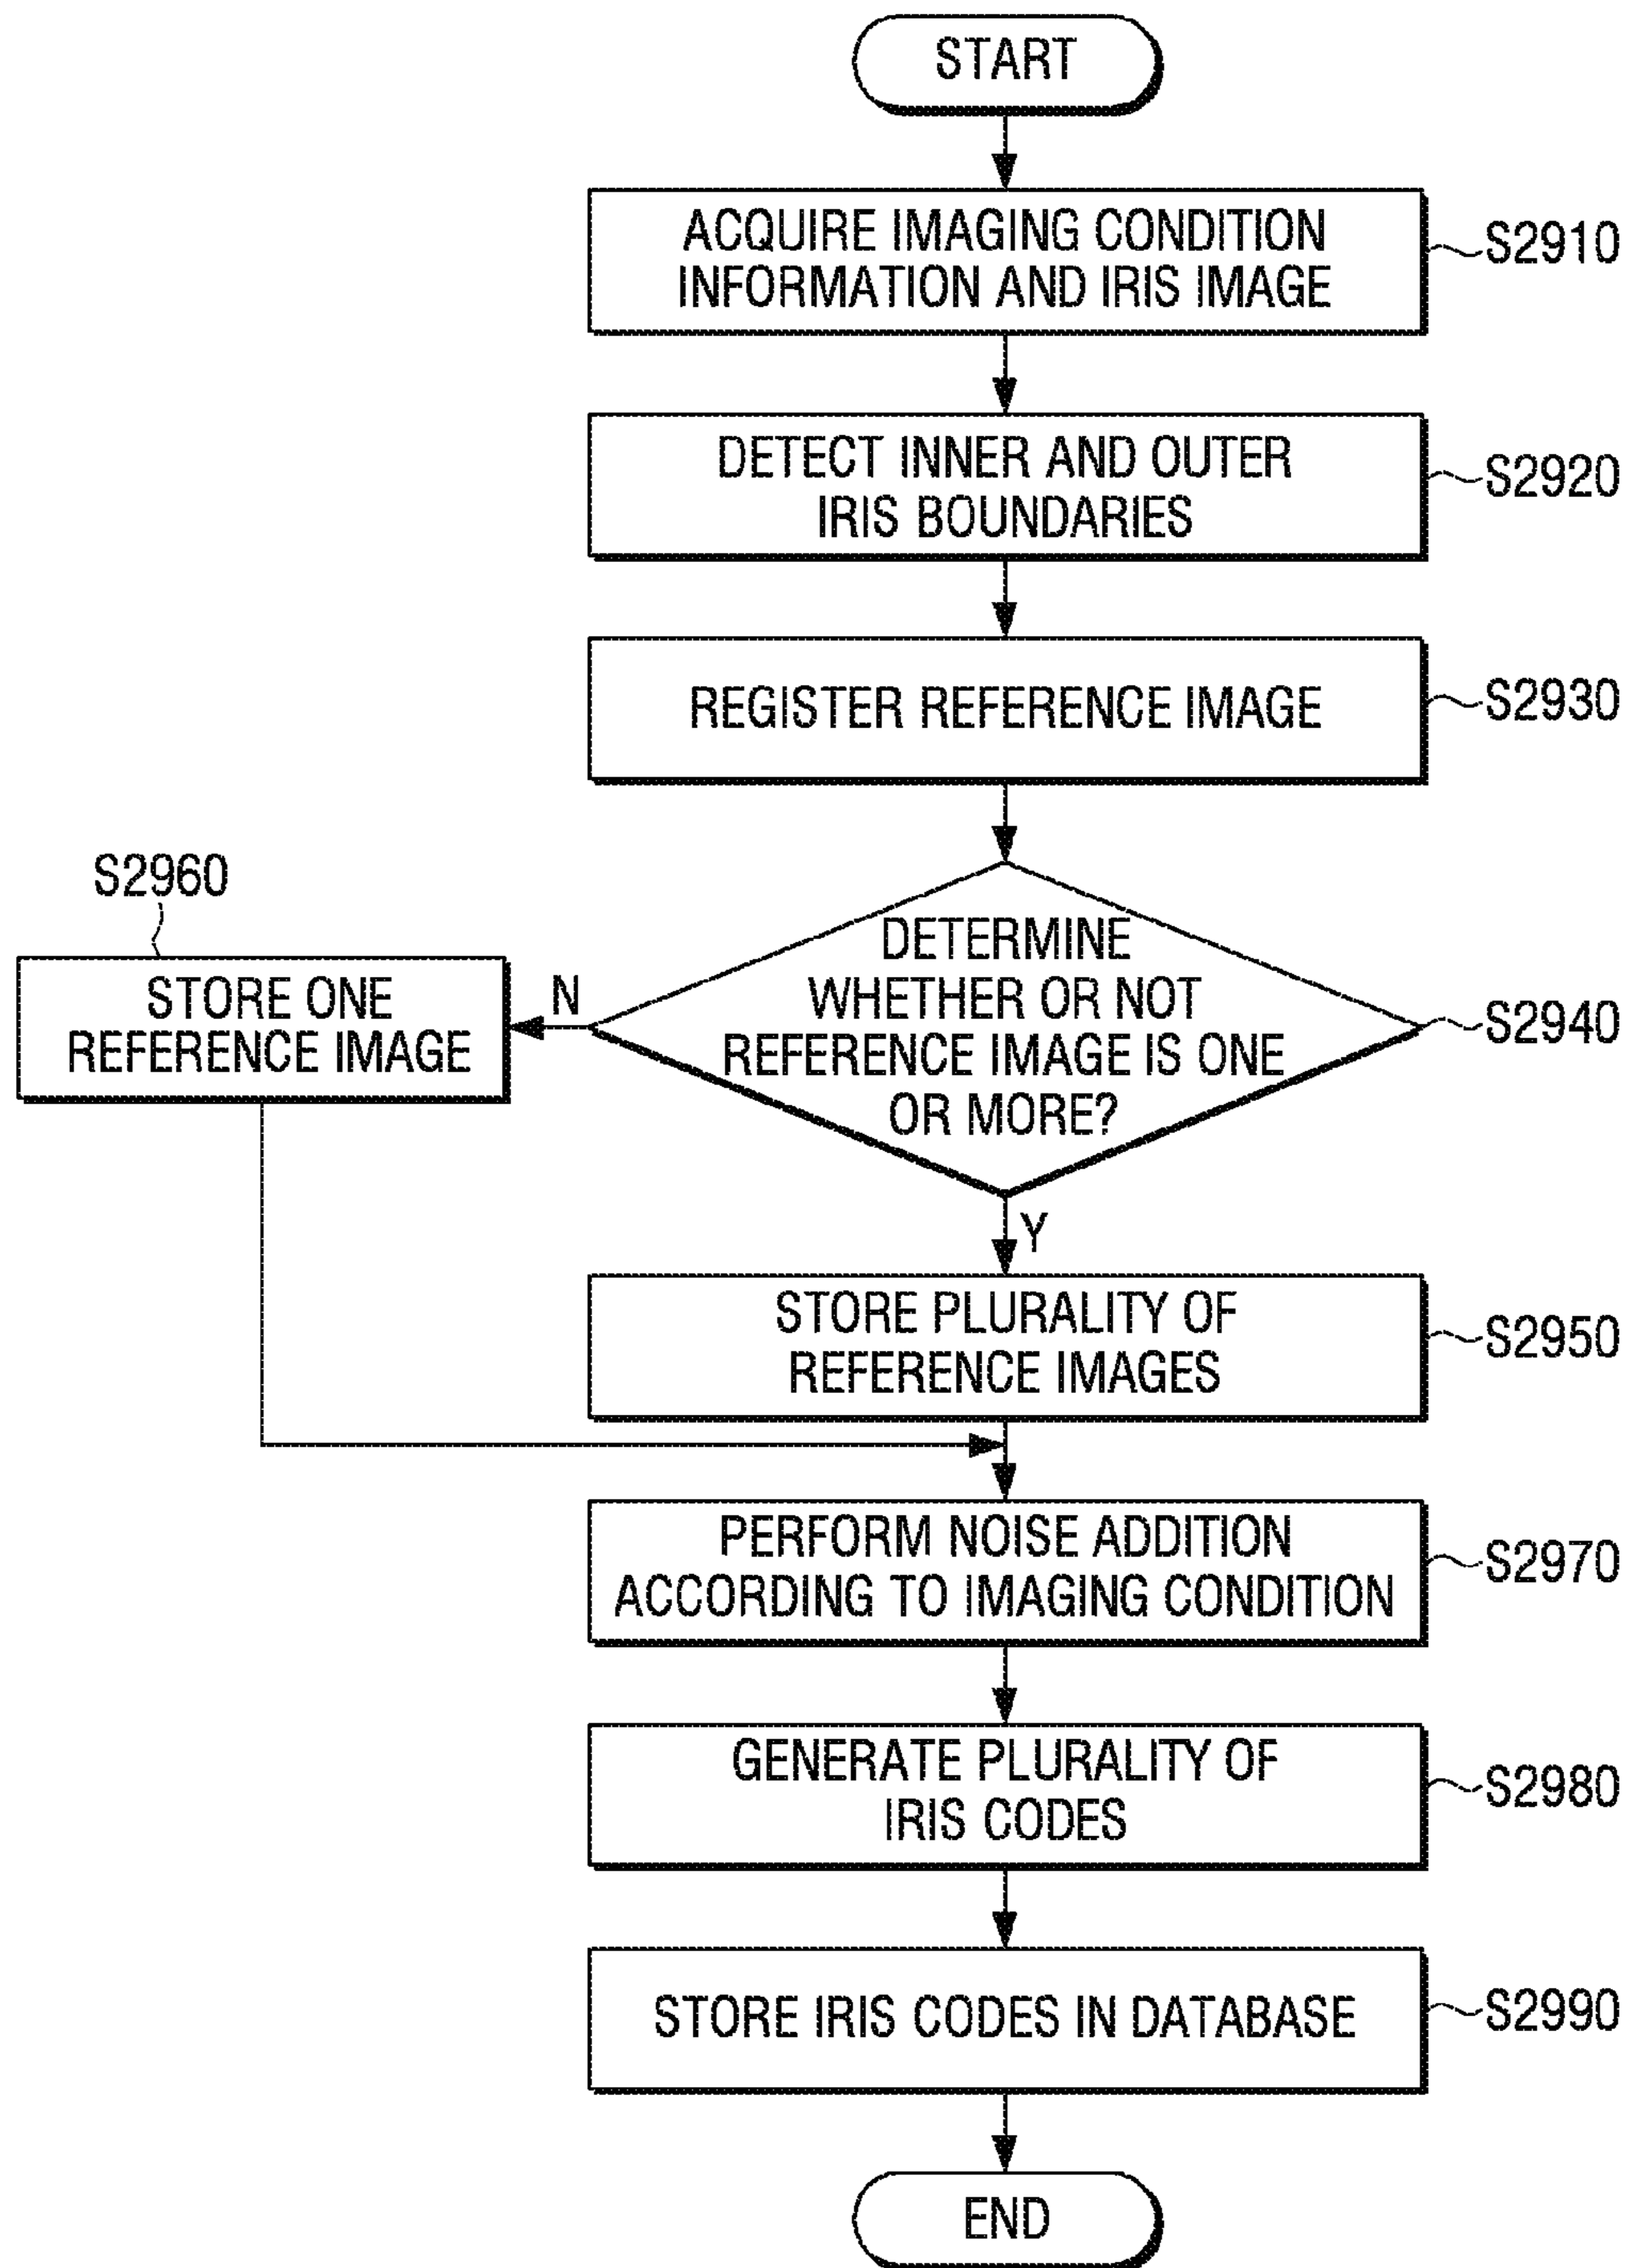 START
ACQUIRE IMAGING CONDITION
INFORMATION AND IRIS IMAGE
S2910
DETECT INNER AND OUTER
IRIS BOUNDARIES
S2920
REGISTER REFERENCE IMAGE
S2930
S2960
STORE ONE
REFERENCE IMAGE
N
DETERMINE
WHETHER OR NOT
REFERENCE IMAGE IS ONE
OR MORE?
S2940
Y
STORE PLURALITY OF
REFERENCE IMAGES
S2950
PERFORM NOISE ADDITION
ACCORDING TO IMAGING CONDITION
S2970
GENERATE PLURALITY OF
IRIS CODES
S2980
STORE IRIS CODES IN DATABASE
S2990
END